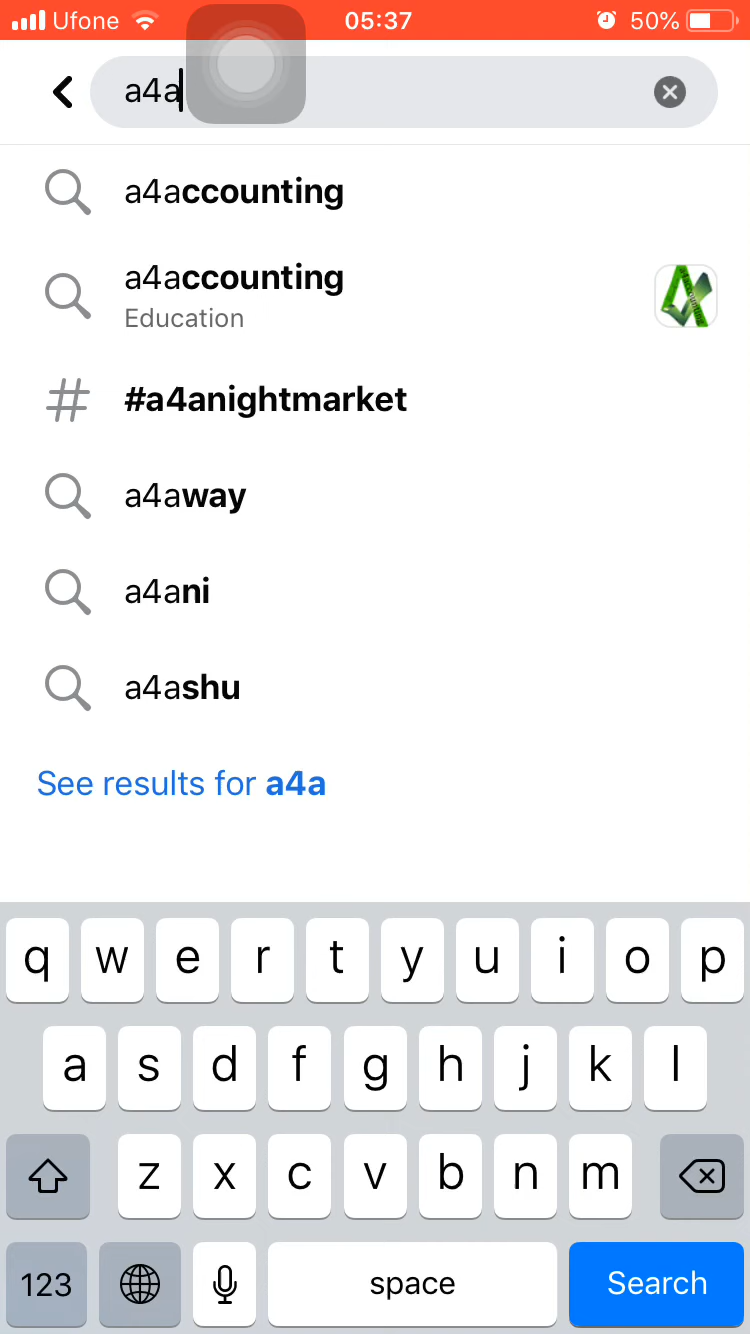 Ufone 05:37 50%
a4a
a4accounting
a4accounting
Education
#a4anightmarket
a4away
a4ani
a4ashu
See results for a4a
q w e r t y u i o p
a s d f g h j k l
z x c v b n m
123 space Search